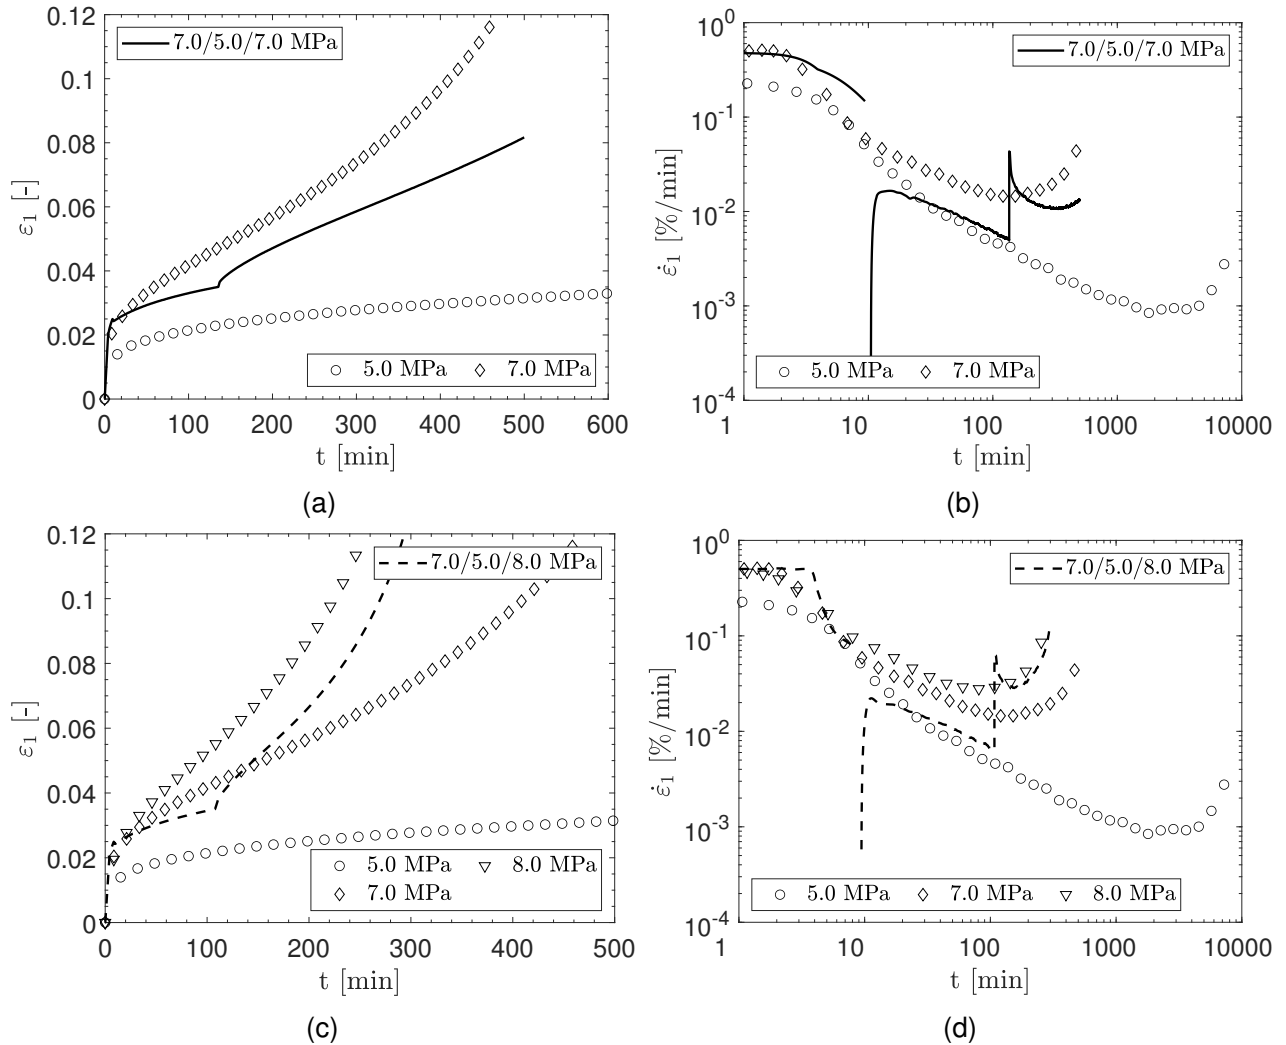 0.12
0.1
0.08
0.06
0.04
0.02
0
ε₁ [-]
7.0/5.0/7.0 MPa
5.0 MPa 7.0 MPa
0 100 200 300 400 500 600
t [min]
(a)
10⁰
10⁻¹
10⁻²
10⁻³
10⁻⁴
ε̇₁ [%/min]
7.0/5.0/7.0 MPa
5.0 MPa 7.0 MPa
1 10 100 1000 10000
t [min]
(b)
0.12
0.1
0.08
0.06
0.04
0.02
0
ε₁ [-]
7.0/5.0/8.0 MPa
5.0 MPa 8.0 MPa
7.0 MPa
0 100 200 300 400 500
t [min]
(c)
10⁰
10⁻¹
10⁻²
10⁻³
10⁻⁴
ε̇₁ [%/min]
7.0/5.0/8.0 MPa
5.0 MPa 7.0 MPa 8.0 MPa
1 10 100 1000 10000
t [min]
(d)